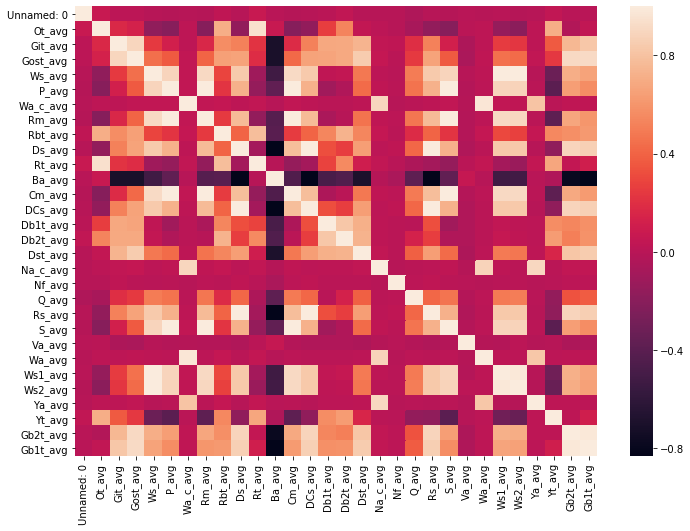 Unnamed: 0
Ot_avg
Git_avg
Gost_avg
Ws_avg
P_avg
Wa_c_avg
Rm_avg
Rbt_avg
Ds_avg
Rt_avg
Ba_avg
Cm_avg
DCs_avg
Db1t_avg
Db2t_avg
Dst_avg
Na_c_avg
Nf_avg
Q_avg
Rs_avg
S_avg
Va_avg
Wa_avg
Ws1_avg
Ws2_avg
Ya_avg
Yt_avg
Gb2t_avg
Gb1t_avg
Unnamed: 0
Ot_avg
Git_avg
Gost_avg
Ws_avg
P_avg
Wa_c_avg
Rm_avg
Rbt_avg
Ds_avg
Rt_avg
Ba_avg
Cm_avg
DCs_avg
Db1t_avg
Db2t_avg
Dst_avg
Na_c_avg
Nf_avg
Q_avg
Rs_avg
S_avg
Va_avg
Wa_avg
Ws1_avg
Ws2_avg
Ya_avg
Yt_avg
Gb2t_avg
Gb1t_avg
0.8
0.4
0.0
−0.4
−0.8